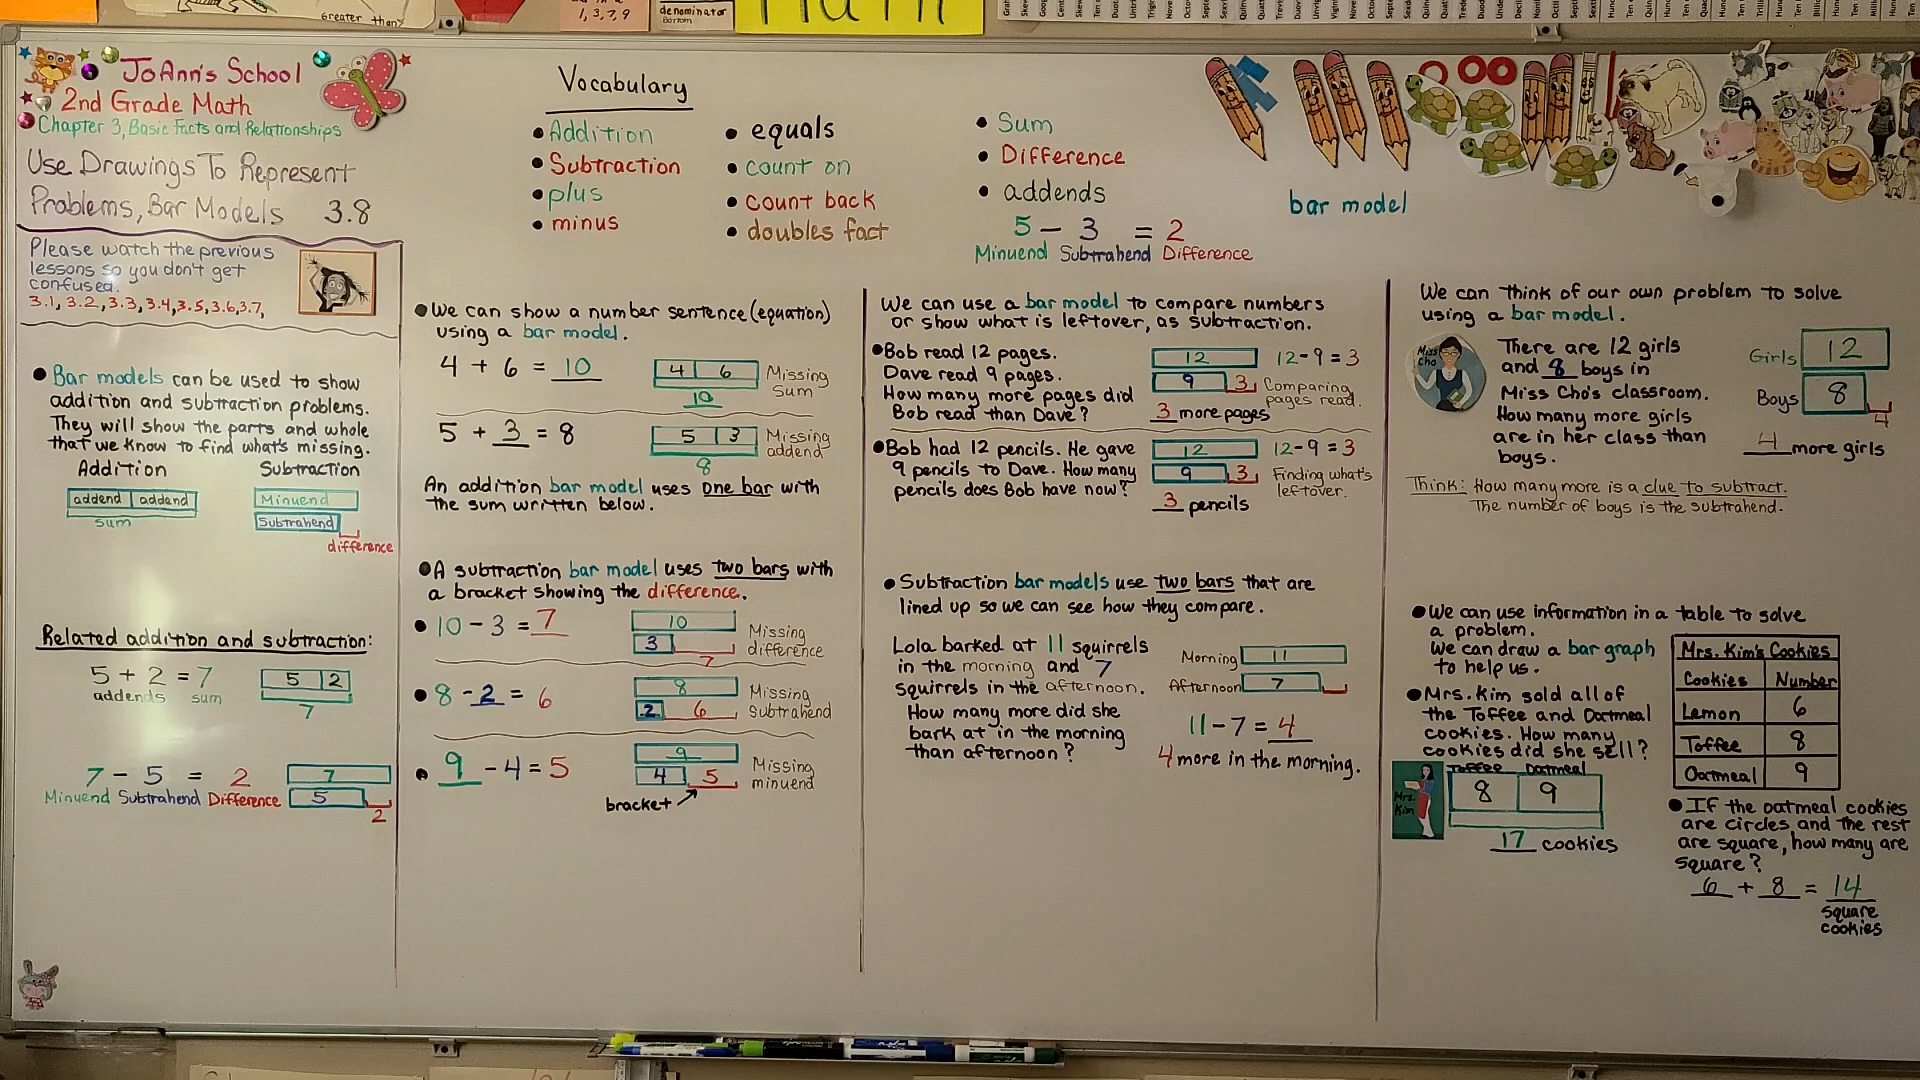 Greater than
1, 3, 7, 9
denominator
Bottom
Math
JoAnn's School
2nd Grade Math
Chapter 3, Basic Facts and Relationships
Use Drawings To Represent
Problems, Bar Models 3.8
Please watch the previous
lessons so you don't get
confused.
3.1, 3.2, 3.3, 3.4, 3.5, 3.6, 3.7,
Vocabulary
Addition
Subtraction
plus
minus
equals
count on
count back
doubles fact
Sum
Difference
addends
5 - 3 = 2
Minuend Subtrahend Difference
bar model
Bar models can be used to show
addition and subtraction problems.
They will show the parts and whole
that we know to find what's missing.
Addition Subtraction
addend addend
sum
Minuend
Subtrahend
difference
Related addition and subtraction:
5 + 2 = 7
addends sum
5 2
7
7 - 5 = 2
Minuend Subtrahend Difference
7
5
2
We can show a number sentence (equation)
using a bar model.
4 + 6 = 10
4 6
10
Missing
Sum
5 + 3 = 8
5 3
8
Missing
addend
An addition bar model uses one bar with
the sum written below.
A subtraction bar model uses two bars with
a bracket showing the difference.
10 - 3 = 7
10
3
7
Missing
difference
8 - 2 = 6
8
2 6
Missing
Subtrahend
9 - 4 = 5
9
4 5
Missing
minuend
bracket
We can use a bar model to compare numbers
or show what is leftover, as subtraction.
Bob read 12 pages.
Dave read 9 pages.
How many more pages did
Bob read than Dave?
12
9 3
12-9 = 3
Comparing
pages read.
3 more pages
Bob had 12 pencils. He gave
9 pencils to Dave. How many
pencils does Bob have now?
12
9 3
12-9 = 3
Finding what's
leftover.
3 pencils
Subtraction bar models use two bars that are
lined up so we can see how they compare.
Lola barked at 11 squirrels
in the morning and 7
squirrels in the afternoon.
How many more did she
bark at in the morning
than afternoon?
Morning 11
Afternoon 7
11 - 7 = 4
4 more in the morning.
We can think of our own problem to solve
using a bar model.
Miss
Cho
There are 12 girls
and 8 boys in
Miss Cho's classroom.
How many more girls
are in her class than
boys.
Girls 12
Boys 8
4
4 more girls
Think: How many more is a clue to subtract.
The number of boys is the subtrahend.
We can use information in a table to solve
a problem.
We can draw a bar graph
to help us.
Mrs. Kim sold all of
the Toffee and Oatmeal
cookies. How many
cookies did she sell?
Mrs.
Kim
Toffee Oatmeal
8 9
17 cookies
Mrs. Kim's Cookies
Cookies Number
Lemon 6
Toffee 8
Oatmeal 9
If the oatmeal cookies
are circles and the rest
are square, how many are
square?
6 + 8 = 14
square
cookies